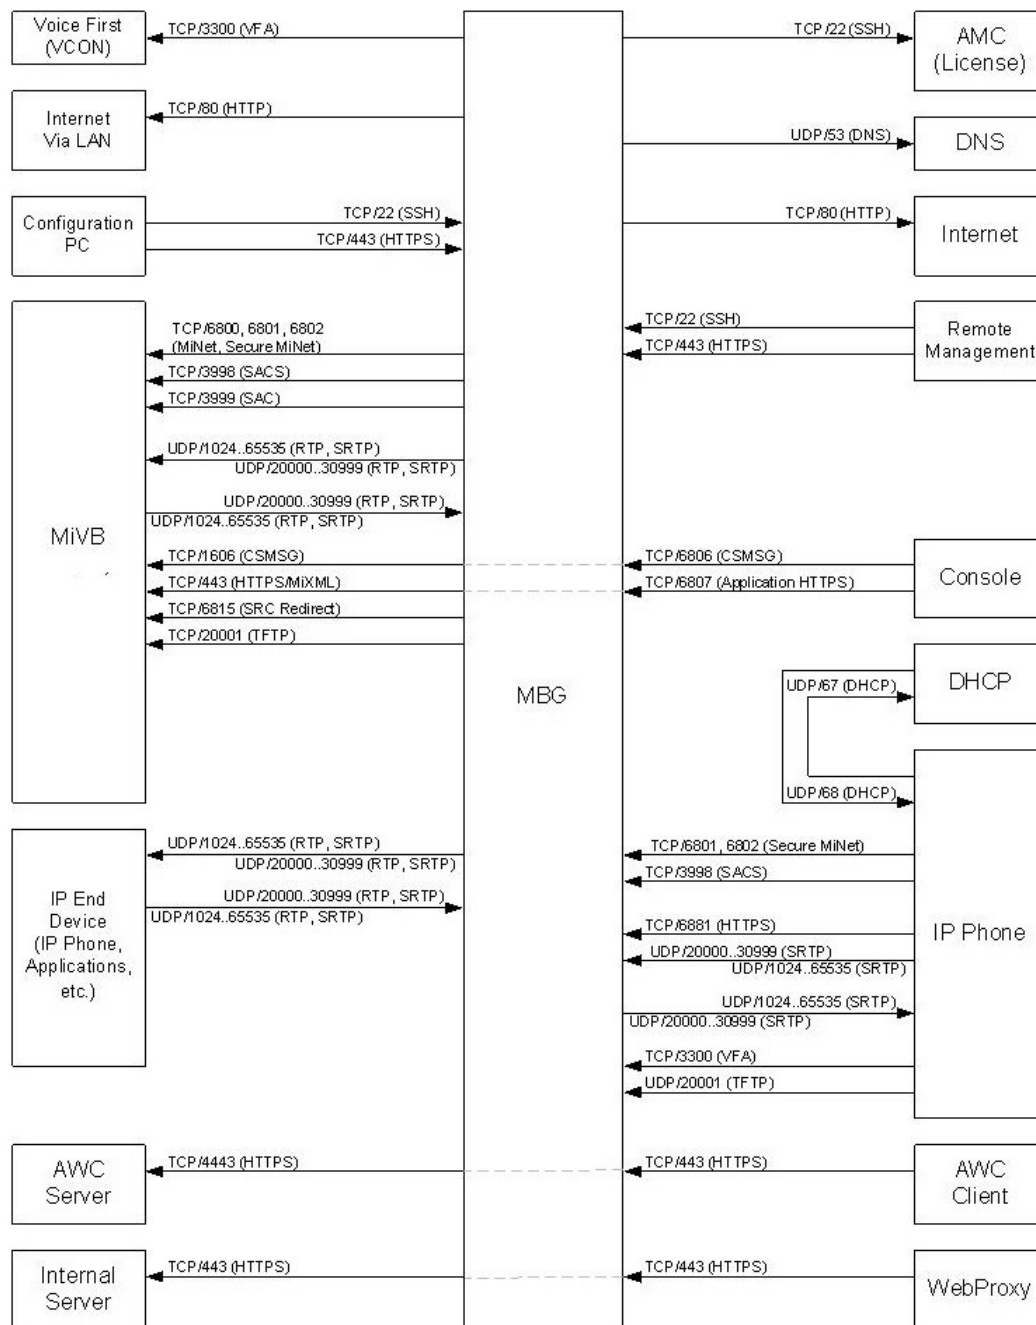 Voice First
(VCON)
TCP/3300 (VFA)
TCP/22 (SSH)
AMC
(License)
Internet
Via LAN
TCP/80 (HTTP)
UDP/53 (DNS)
DNS
Configuration
PC
TCP/22 (SSH)
TCP/443 (HTTPS)
TCP/80 (HTTP)
Internet
TCP/22 (SSH)
TCP/443 (HTTPS)
Remote
Management
MiVB
TCP/6800, 6801, 6802
(MiNet, Secure MiNet)
TCP/3998 (SACS)
TCP/3999 (SAC)
UDP/1024..65535 (RTP, SRTP)
UDP/20000..30999 (RTP, SRTP)
UDP/20000..30999 (RTP, SRTP)
UDP/1024..65535 (RTP, SRTP)
TCP/1606 (CSMSG)
TCP/443 (HTTPS/MiXML)
TCP/6815 (SRC Redirect)
TCP/20001 (TFTP)
MBG
TCP/6806 (CSMSG)
TCP/6807 (Application HTTPS)
Console
UDP/67 (DHCP)
DHCP
UDP/68 (DHCP)
IP End
Device
(IP Phone,
Applications,
etc.)
UDP/1024..65535 (RTP, SRTP)
UDP/20000..30999 (RTP, SRTP)
UDP/20000..30999 (RTP, SRTP)
UDP/1024..65535 (RTP, SRTP)
TCP/6801, 6802 (Secure MiNet)
TCP/3998 (SACS)
TCP/6881 (HTTPS)
UDP/20000..30999 (SRTP)
UDP/1024..65535 (SRTP)
UDP/1024..65535 (SRTP)
UDP/20000..30999 (SRTP)
TCP/3300 (VFA)
UDP/20001 (TFTP)
IP Phone
AWC
Server
TCP/4443 (HTTPS)
TCP/443 (HTTPS)
AWC
Client
Internal
Server
TCP/443 (HTTPS)
TCP/443 (HTTPS)
WebProxy